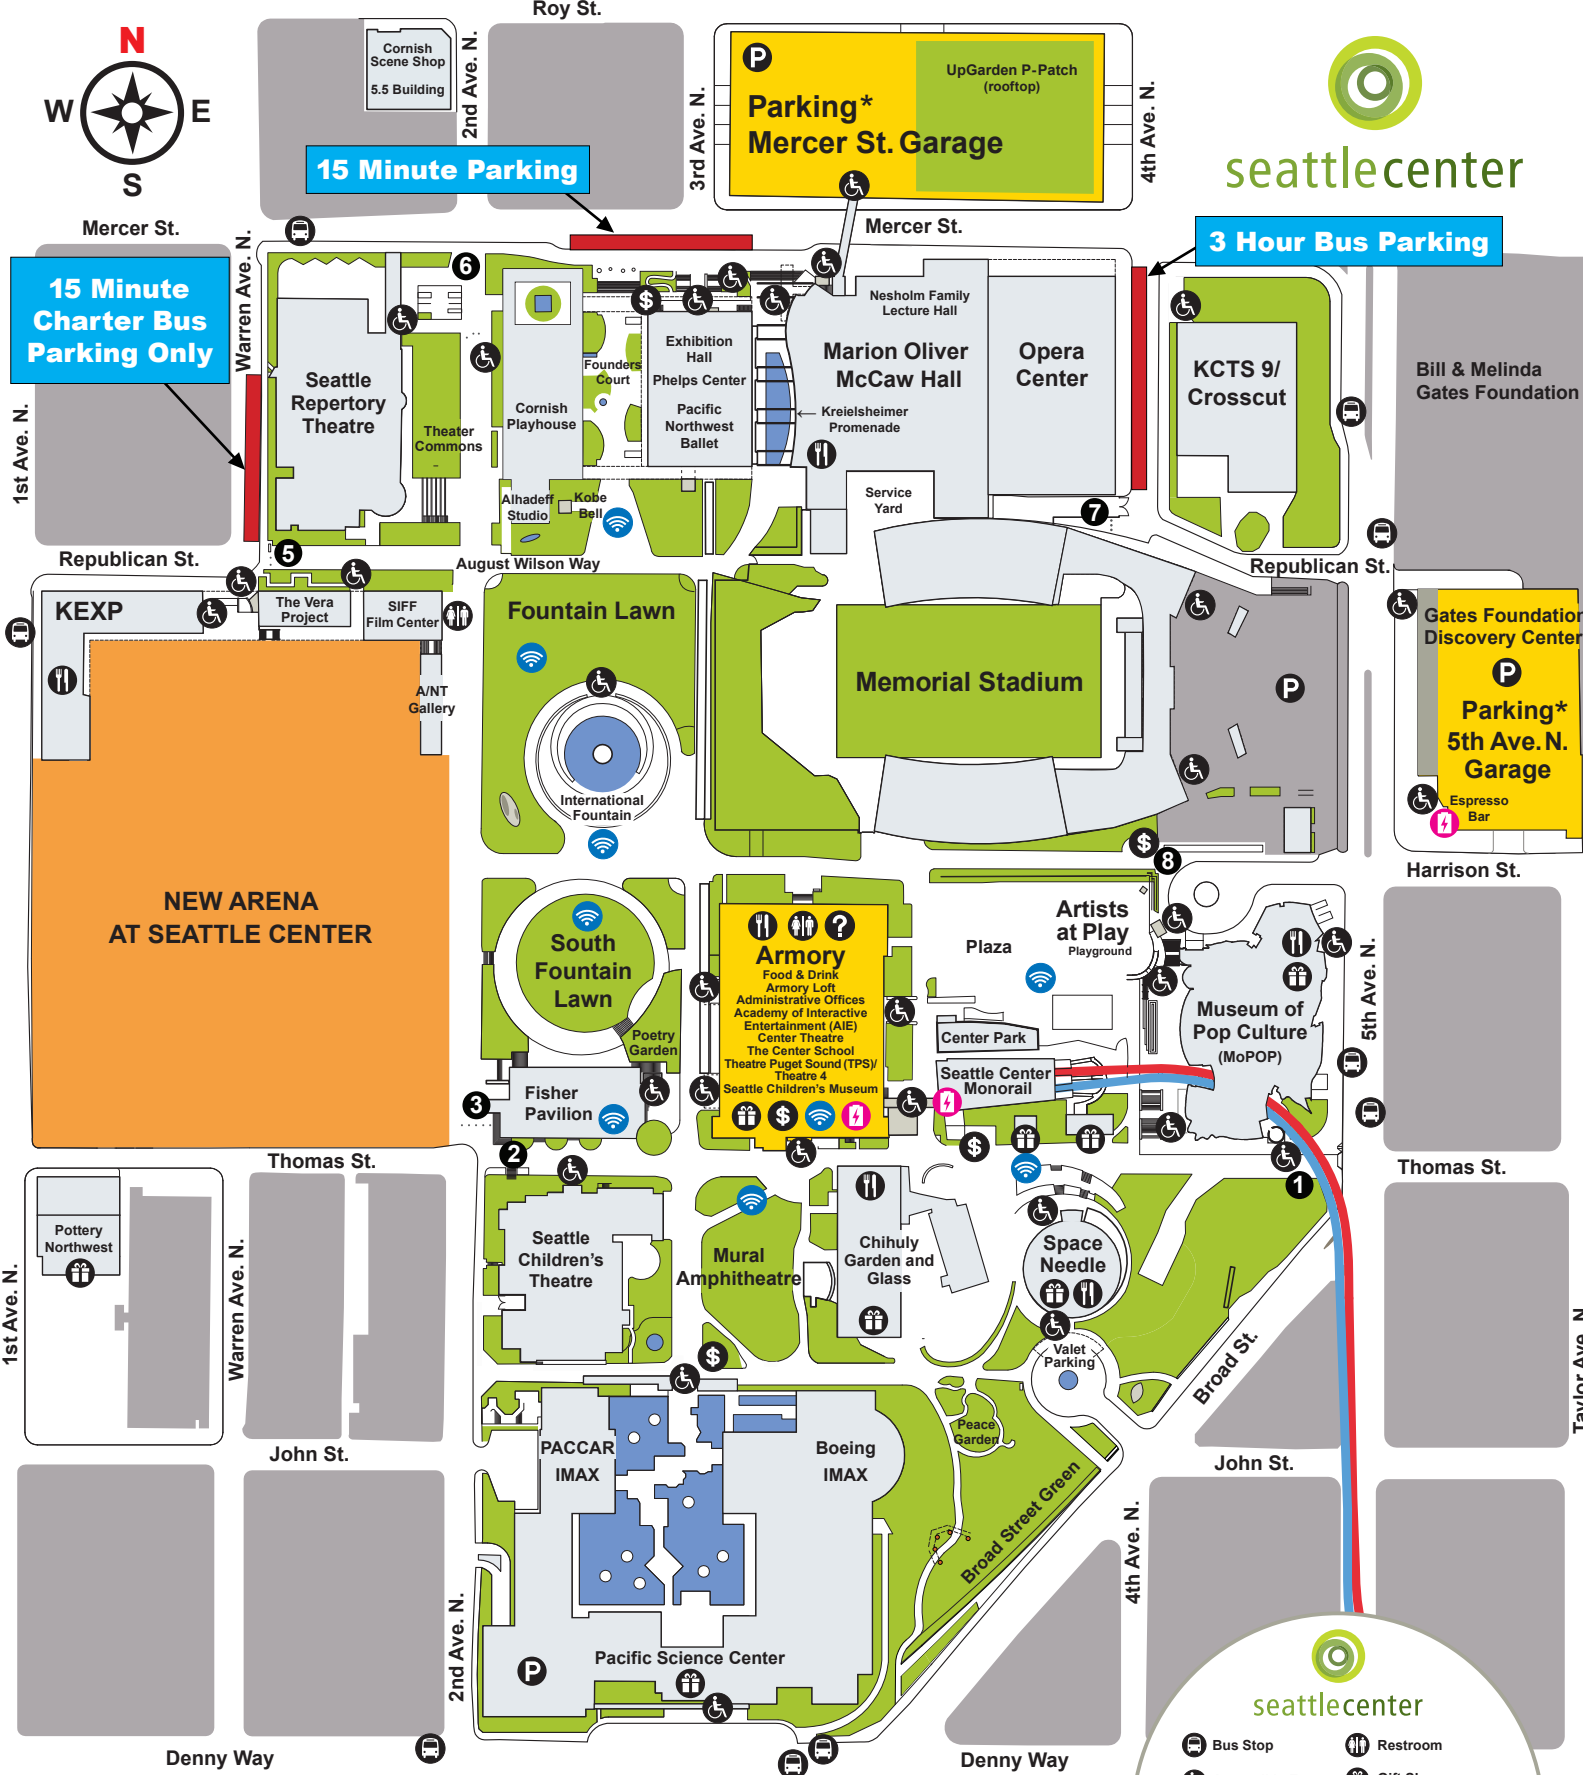 Roy St.
N
W
E
S
Cornish
Scene Shop
5.5 Building
2nd Ave. N.
3rd Ave. N.
P
Parking*
Mercer St. Garage
UpGarden P-Patch
(rooftop)
4th Ave. N.
seattlecenter
15 Minute Parking
Mercer St.
Mercer St.
3 Hour Bus Parking
15 Minute
Charter Bus
Parking Only
Warren Ave. N.
1st Ave. N.
6
$
Seattle
Repertory
Theatre
Theater
Commons
Cornish
Playhouse
Founders
Court
Exhibition
Hall
Phelps Center
Pacific
Northwest
Ballet
Nesholm Family
Lecture Hall
Marion Oliver
McCaw Hall
Kreielsheimer
Promenade
Opera
Center
KCTS 9/
Crosscut
Bill & Melinda
Gates Foundation
Alhadeff
Studio
Kobe
Bell
Service
Yard
7
5
Republican St.
August Wilson Way
Republican St.
KEXP
The Vera
Project
SIFF
Film Center
A/NT
Gallery
Fountain Lawn
International
Fountain
Memorial Stadium
P
Gates Foundation
Discovery Center
P
Parking*
5th Ave. N.
Garage
Espresso
Bar
$
8
Harrison St.
NEW ARENA
AT SEATTLE CENTER
South
Fountain
Lawn
Poetry
Garden
?
Armory
Food & Drink
Armory Loft
Administrative Offices
Academy of Interactive
Entertainment (AIE)
Center Theatre
The Center School
Theatre Puget Sound (TPS)/
Theatre 4
Seattle Children's Museum
$
Plaza
Artists
at Play
Playground
Center Park
Seattle Center
Monorail
Museum of
Pop Culture
(MoPOP)
5th Ave. N.
3
Fisher
Pavilion
2
$
1
Thomas St.
Thomas St.
Pottery
Northwest
1st Ave. N.
Warren Ave. N.
Seattle
Children's
Theatre
Mural
Amphitheatre
Chihuly
Garden and
Glass
Space
Needle
Valet
Parking
Broad St.
Taylor Ave. N.
$
John St.
PACCAR
IMAX
Boeing
IMAX
Peace
Garden
Broad Street Green
John St.
4th Ave. N.
2nd Ave. N.
P
Pacific Science Center
Denny Way
Denny Way
seattlecenter
Bus Stop
Restroom